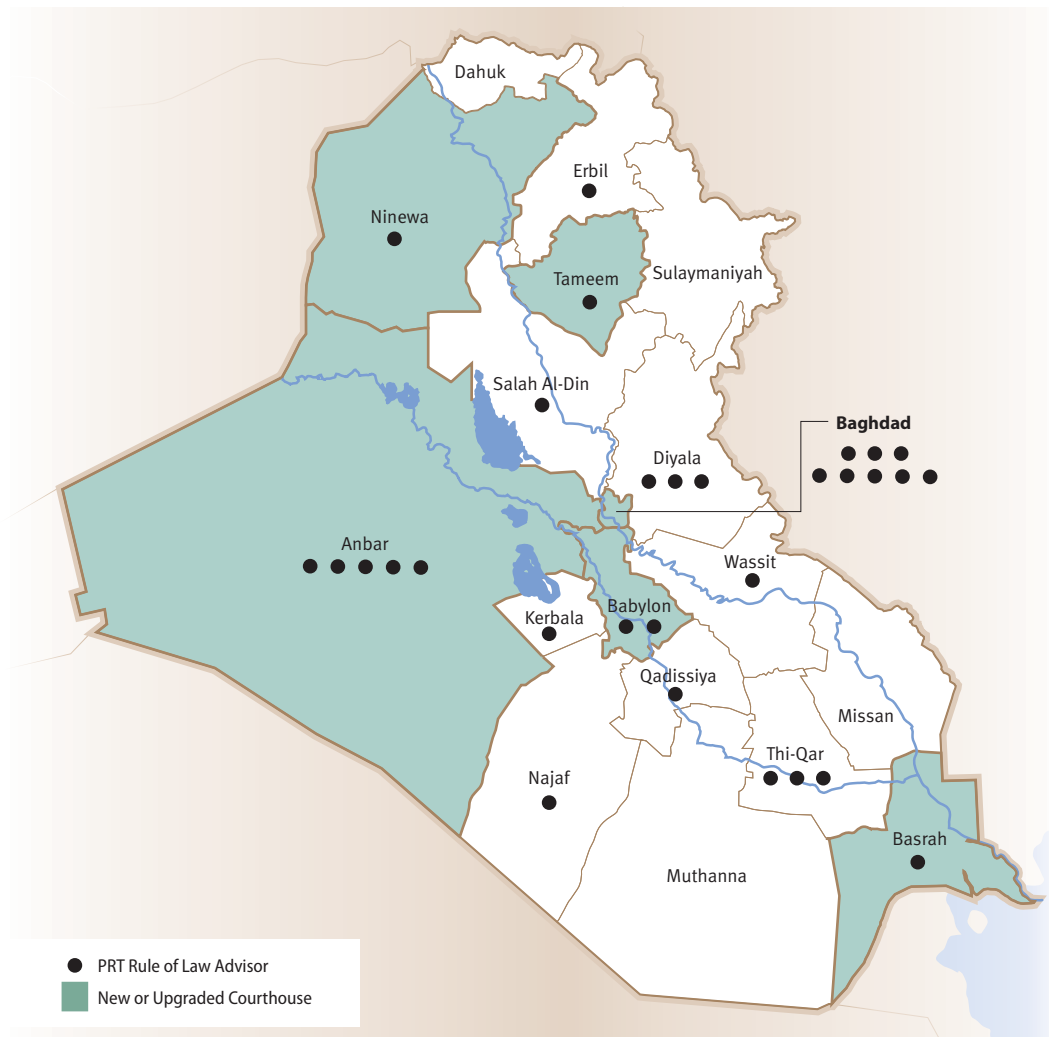 Dahuk
Erbil
Ninewa
Tameem
Sulaymaniyah
Salah Al-Din
Baghdad
Diyala
Anbar
Wassit
Babylon
Kerbala
Qadissiya
Missan
Thi-Qar
Najaf
Basrah
Muthanna
PRT Rule of Law Advisor
New or Upgraded Courthouse